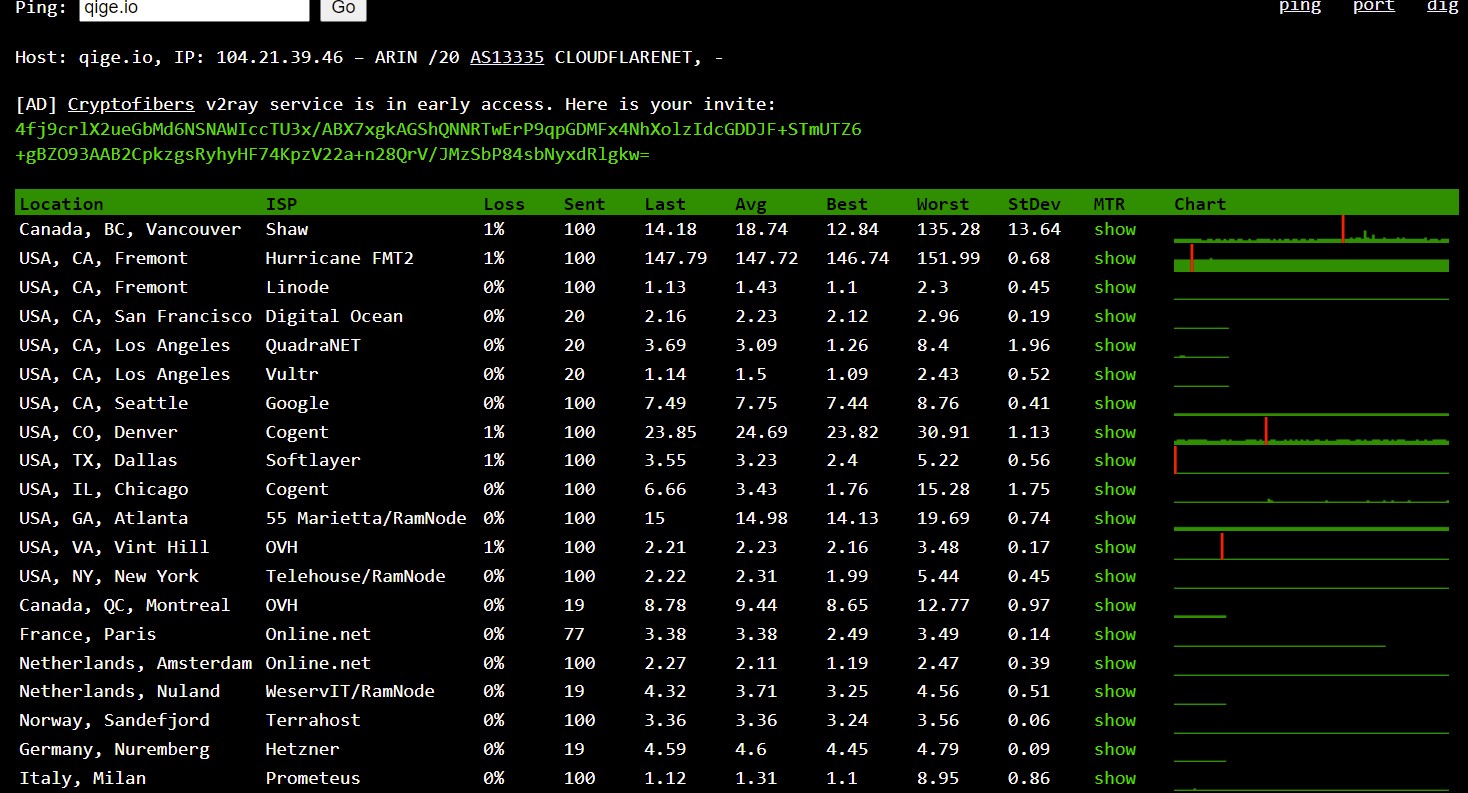 Ping: qige.io Go ping port dig
Host: qige.io, IP: 104.21.39.46 – ARIN /20 AS13335 CLOUDFLARENET, -
[AD] Cryptofibers v2ray service is in early access. Here is your invite:
4fj9crlX2ueGbMd6NSNAWIccTU3x/ABX7xgkAGShQNNRTwErP9qpGDMFx4NhXolzIdcGDDJF+STmUTZ6
+gBZO93AAB2CpkzgsRyhyHF74KpzV22a+n28QrV/JMzSbP84sbNyxdRlgkw=
Location ISP Loss Sent Last Avg Best Worst StDev MTR Chart
Canada, BC, Vancouver Shaw 1% 100 14.18 18.74 12.84 135.28 13.64 show
USA, CA, Fremont Hurricane FMT2 1% 100 147.79 147.72 146.74 151.99 0.68 show
USA, CA, Fremont Linode 0% 100 1.13 1.43 1.1 2.3 0.45 show
USA, CA, San Francisco Digital Ocean 0% 20 2.16 2.23 2.12 2.96 0.19 show
USA, CA, Los Angeles QuadraNET 0% 20 3.69 3.09 1.26 8.4 1.96 show
USA, CA, Los Angeles Vultr 0% 20 1.14 1.5 1.09 2.43 0.52 show
USA, CA, Seattle Google 0% 100 7.49 7.75 7.44 8.76 0.41 show
USA, CO, Denver Cogent 1% 100 23.85 24.69 23.82 30.91 1.13 show
USA, TX, Dallas Softlayer 1% 100 3.55 3.23 2.4 5.22 0.56 show
USA, IL, Chicago Cogent 0% 100 6.66 3.43 1.76 15.28 1.75 show
USA, GA, Atlanta 55 Marietta/RamNode 0% 100 15 14.98 14.13 19.69 0.74 show
USA, VA, Vint Hill OVH 1% 100 2.21 2.23 2.16 3.48 0.17 show
USA, NY, New York Telehouse/RamNode 0% 100 2.22 2.31 1.99 5.44 0.45 show
Canada, QC, Montreal OVH 0% 19 8.78 9.44 8.65 12.77 0.97 show
France, Paris Online.net 0% 77 3.38 3.38 2.49 3.49 0.14 show
Netherlands, Amsterdam Online.net 0% 100 2.27 2.11 1.19 2.47 0.39 show
Netherlands, Nuland WeservIT/RamNode 0% 19 4.32 3.71 3.25 4.56 0.51 show
Norway, Sandefjord Terrahost 0% 100 3.36 3.36 3.24 3.56 0.06 show
Germany, Nuremberg Hetzner 0% 19 4.59 4.6 4.45 4.79 0.09 show
Italy, Milan Prometeus 0% 100 1.12 1.31 1.1 8.95 0.86 show